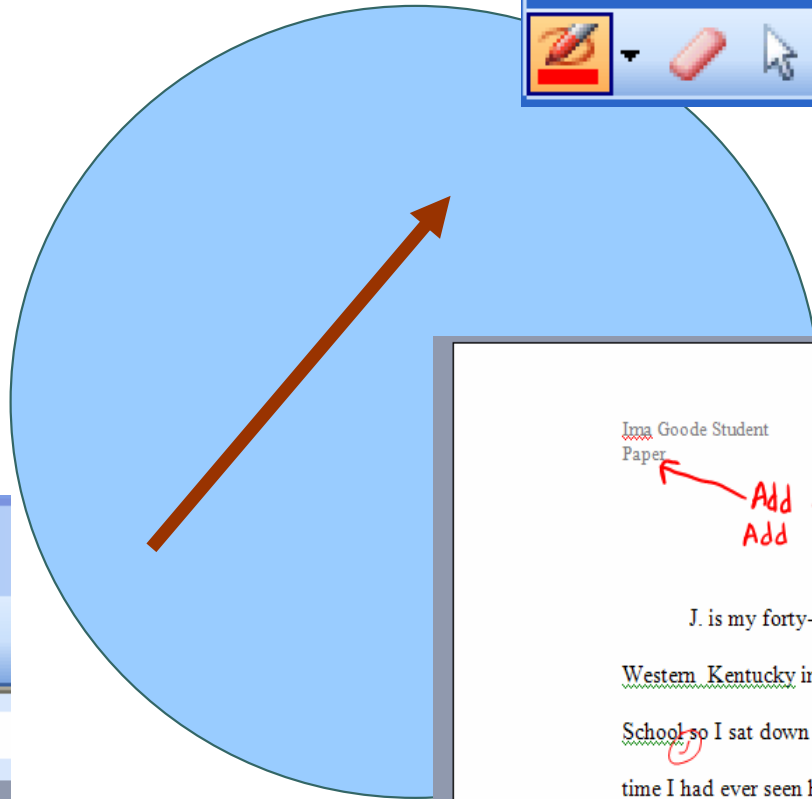 Ima Goode Student
Paper
Add
Add
J. is my forty-
Western Kentucky in
School so I sat down
time I had ever seen